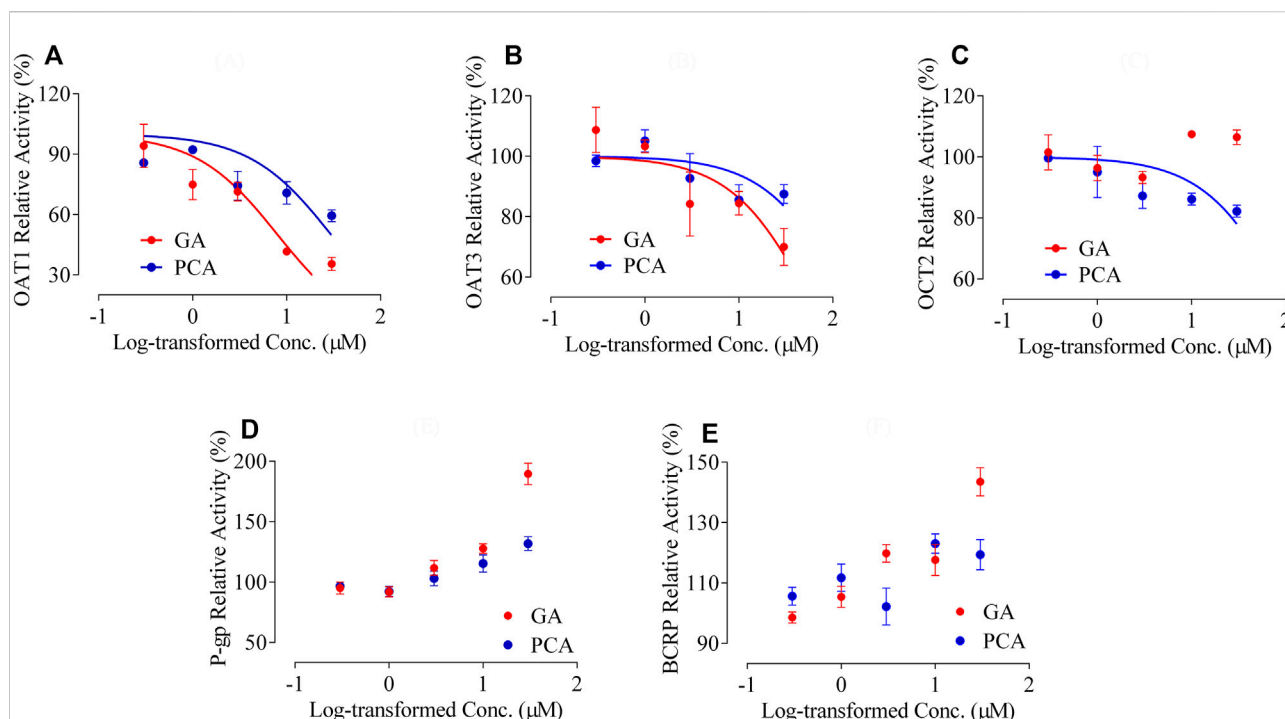 A
(A)
OAT1 Relative Activity (%)
120
90
60
30
GA
PCA
-1
0
1
2
Log-transformed Conc. (μM)
B
(B)
OAT3 Relative Activity (%)
120
100
80
60
GA
PCA
-1
0
1
2
Log-transformed Conc. (μM)
C
(C)
OCT2 Relative Activity (%)
120
100
80
60
GA
PCA
-1
0
1
2
Log-transformed Conc. (μM)
D
(E)
P-gp Relative Activity (%)
200
150
100
50
GA
PCA
-1
0
1
2
Log-transformed Conc. (μM)
E
(F)
BCRP Relative Activity (%)
150
130
110
90
GA
PCA
-1
0
1
2
Log-transformed Conc. (μM)